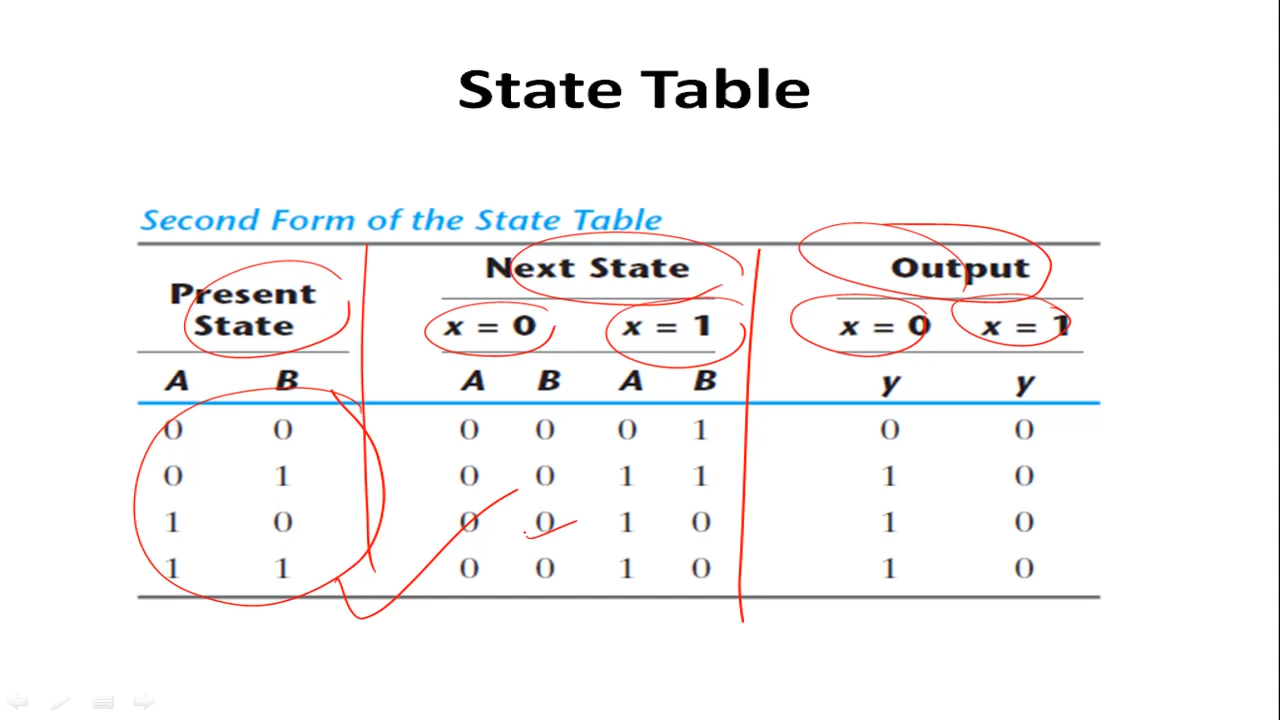 State Table
Second Form of the State Table
Present State Next State Output
x = 0 x = 1 x = 0 x = 1
A B A B A B y y
0 0 0 0 0 1 0 0
0 1 0 0 1 1 1 0
1 0 0 0 1 0 1 0
1 1 0 0 1 0 1 0